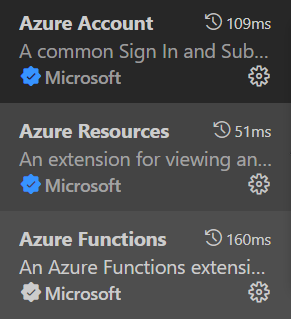 Azure Account 109ms
A common Sign In and Sub...
Microsoft
Azure Resources 51ms
An extension for viewing an...
Microsoft
Azure Functions 160ms
An Azure Functions extensi...
Microsoft